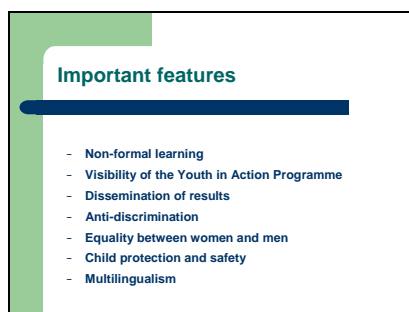 Important features
- Non-formal learning
- Visibility of the Youth in Action Programme
- Dissemination of results
- Anti-discrimination
- Equality between women and men
- Child protection and safety
- Multilingualism